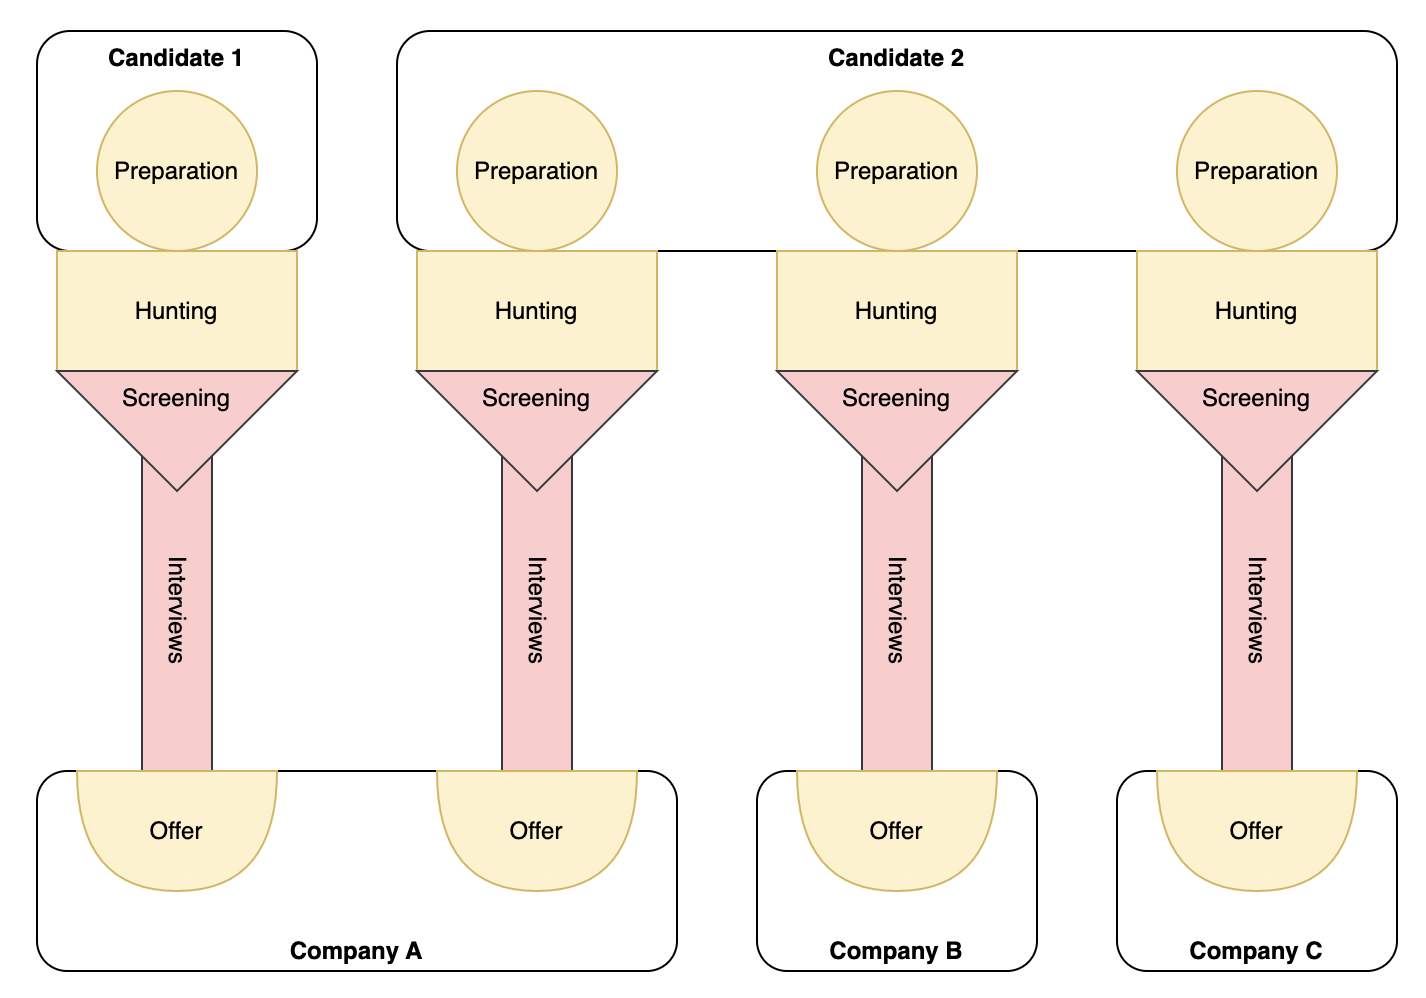 Candidate 1
Candidate 2
Preparation
Preparation
Preparation
Preparation
Hunting
Hunting
Hunting
Hunting
Screening
Screening
Screening
Screening
Interviews
Interviews
Interviews
Interviews
Offer
Offer
Offer
Offer
Company A
Company B
Company C